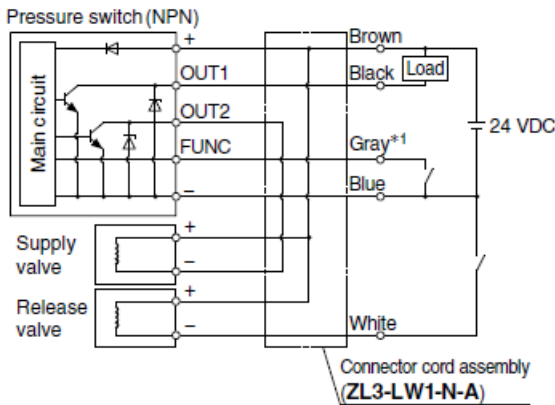 Pressure switch (NPN)
Main circuit
+
OUT1
OUT2
FUNC
−
Brown
Black
Load
Gray*1
Blue
24 VDC
Supply
valve
+
−
Release
valve
+
−
White
Connector cord assembly
(ZL3-LW1-N-A)